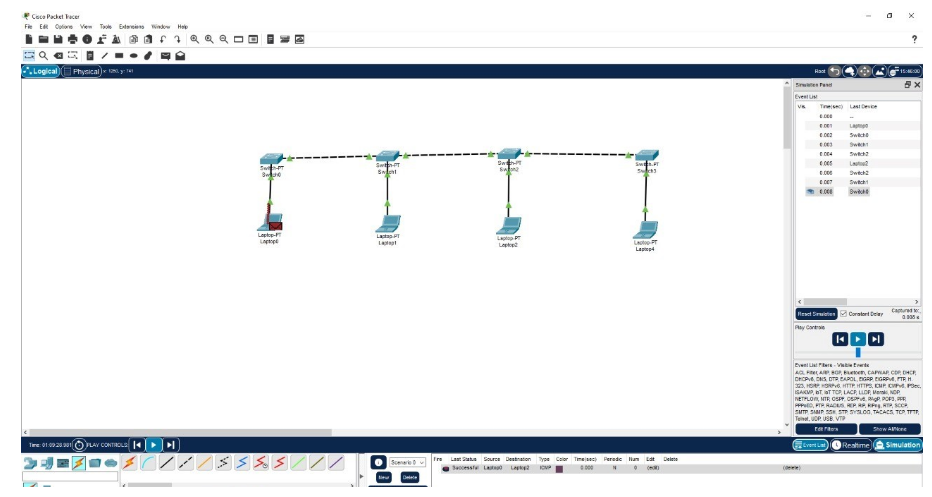 Cisco Packet Tracer
File Edit Options View Tools Extensions Window Help
Logical Physical x: 1250, y: 741
Root 15:46:00
Simulation Panel
Event List
Vis. Time(sec) Last Device
0.000 --
0.001 Laptop0
0.002 Switch0
0.003 Switch1
0.004 Switch2
0.005 Laptop2
0.006 Switch2
0.007 Switch1
0.008 Switch0
Switch-PT
Switch0
Switch-PT
Switch1
Switch-PT
Switch2
Switch-PT
Switch3
Laptop-PT
Laptop0
Laptop-PT
Laptop1
Laptop-PT
Laptop2
Laptop-PT
Laptop4
Reset Simulation Constant Delay Captured to:
0.008 s
Play Controls
Event List Filters - Visible Events
ACL Filter, ARP, BGP, Bluetooth, CAPWAP, CDP, DHCP,
DHCPv6, DNS, DTP, EAPOL, EIGRP, EIGRPv6, FTP, H.
323, HSRP, HSRPv6, HTTP, HTTPS, ICMP, ICMPv6, IPSec,
ISAKMP, IoT, IoT TCP, LACP, LLDP, Meraki, NDP,
NETFLOW, NTP, OSPF, OSPFv6, PAgP, POP3, PPP,
PPPoED, PTP, RADIUS, REP, RIP, RIPng, RTP, SCCP,
SMTP, SNMP, SSH, STP, SYSLOG, TACACS, TCP, TFTP,
Telnet, UDP, USB, VTP
Edit Filters Show All/None
Time: 01:09:28.981 PLAY CONTROLS:
Event List Realtime Simulation
Scenario 0
New Delete
Fire Last Status Source Destination Type Color Time(sec) Periodic Num Edit Delete
Successful Laptop0 Laptop2 ICMP 0.000 N 0 (edit) (delete)